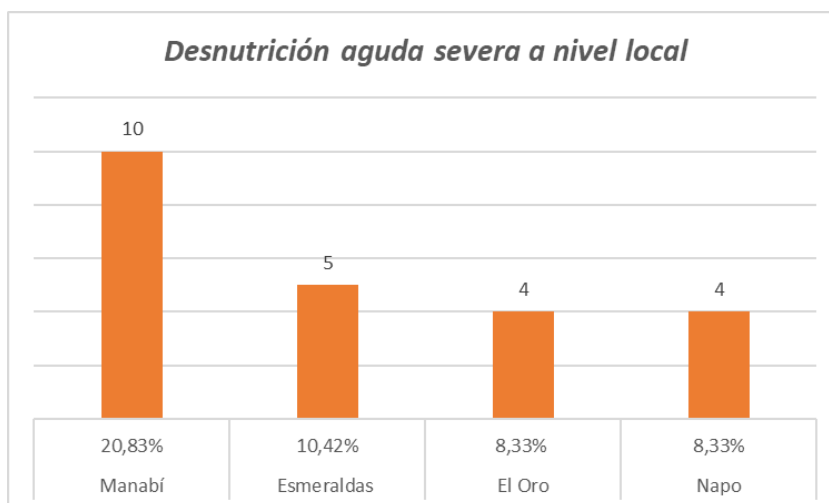 Desnutrición aguda severa a nivel local
10
5
4
4
20,83%
10,42%
8,33%
8,33%
Manabí
Esmeraldas
El Oro
Napo